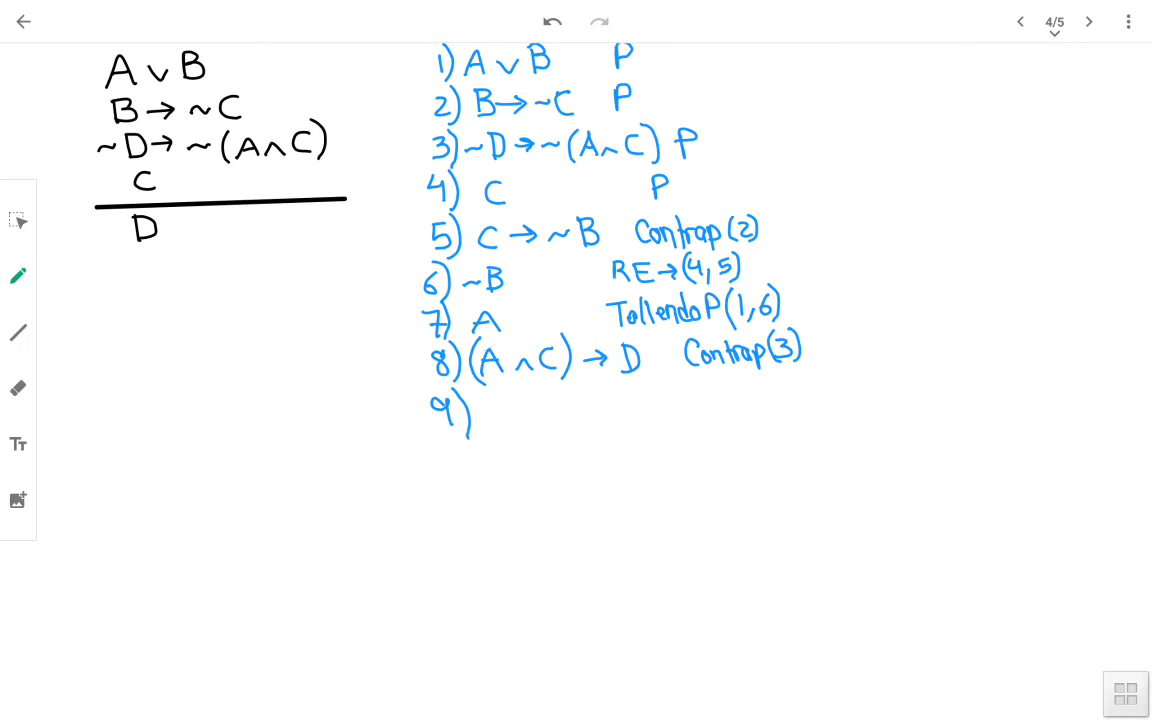 4/5
A ∨ B
B → ~C
~D → ~(A ∧ C)
C
D
1) A ∨ B P
2) B → ~C P
3) ~D → ~(A ∧ C) P
4) C P
5) C → ~B Contrap(2)
6) ~B RE→(4,5)
7) A TollendoP(1,6)
8) (A ∧ C) → D Contrap(3)
9)
Tт